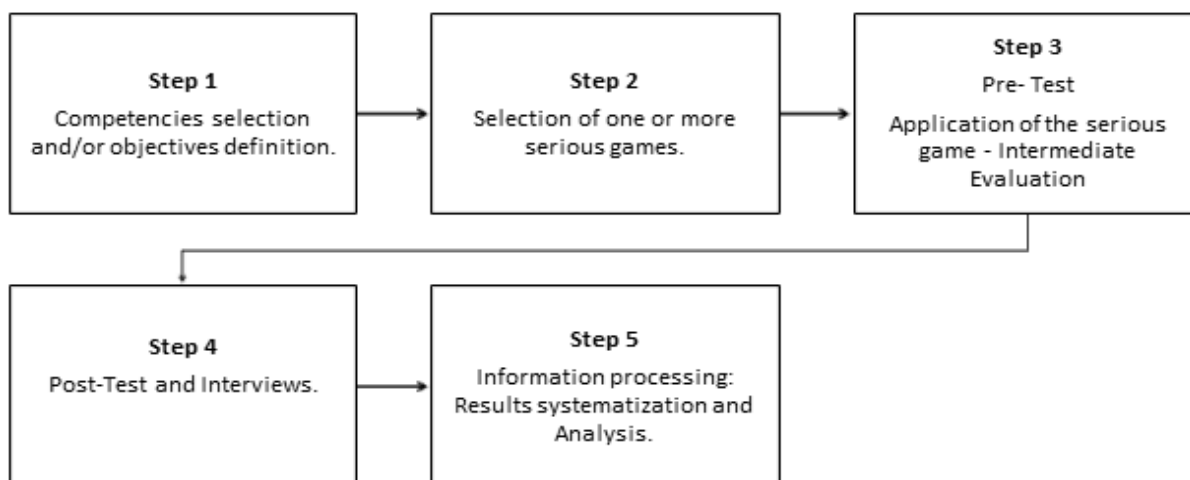 Step 1
Competencies selection
and/or objectives definition.
Step 2
Selection of one or more
serious games.
Step 3
Pre- Test
Application of the serious
game - Intermediate
Evaluation
Step 4
Post-Test and Interviews.
Step 5
Information processing:
Results systematization and
Analysis.